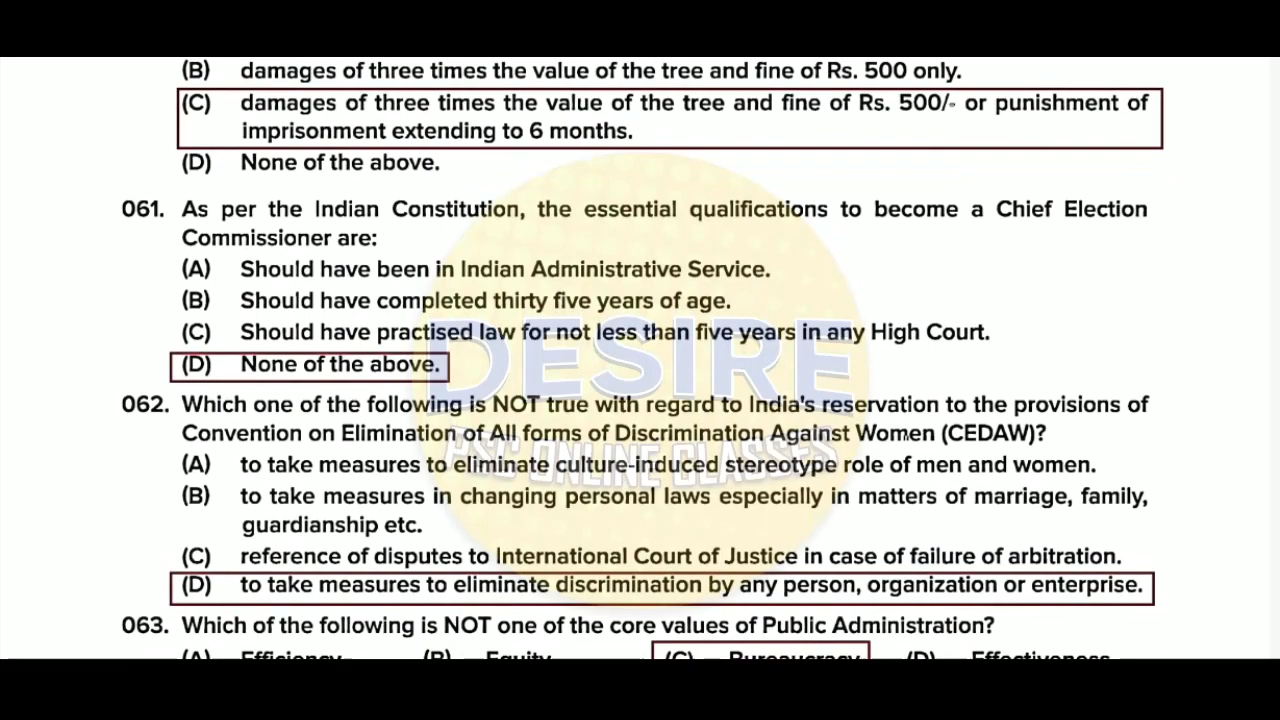 (B) damages of three times the value of the tree and fine of Rs. 500 only.
(C) damages of three times the value of the tree and fine of Rs. 500/- or punishment of
imprisonment extending to 6 months.
(D) None of the above.
061. As per the Indian Constitution, the essential qualifications to become a Chief Election
Commissioner are:
(A) Should have been in Indian Administrative Service.
(B) Should have completed thirty five years of age.
(C) Should have practised law for not less than five years in any High Court.
(D) None of the above.
062. Which one of the following is NOT true with regard to India's reservation to the provisions of
Convention on Elimination of All forms of Discrimination Against Women (CEDAW)?
(A) to take measures to eliminate culture-induced stereotype role of men and women.
(B) to take measures in changing personal laws especially in matters of marriage, family,
guardianship etc.
(C) reference of disputes to International Court of Justice in case of failure of arbitration.
(D) to take measures to eliminate discrimination by any person, organization or enterprise.
063. Which of the following is NOT one of the core values of Public Administration?
(A) Efficiency (B) Equity (C) Bureaucracy (D) Effectiveness
DESIRE
PSC ONLINE CLASSES